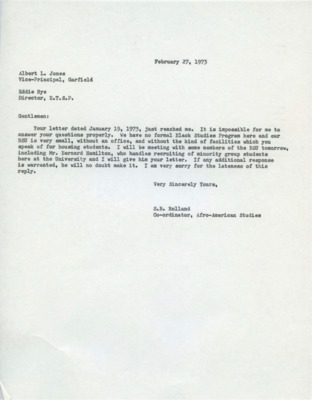 February 27, 1973
Albert L. Jones
Vice-Principal, Garfield
Eddie Rye
Director, E.T.S.P.
Gentlemen:
Your letter dated January 19, 1973, just reached me. It is impossible for me to
answer your questions properly. We have no formal Black Studies Program here and our
BSU is very small, without an office, and without the kind of facilities which you
speak of for housing students. I will be meeting with some members of the BSU tomorrow,
including Mr. Bernard Hamilton, who handles recruiting of minority group students
here at the University and I will give him your letter. If any additional response
is warranted, he will no doubt make it. I am very sorry for the lateness of this
reply.
Very Sincerely Yours,
S.B. Rolland
Co-ordinator, Afro-American Studies